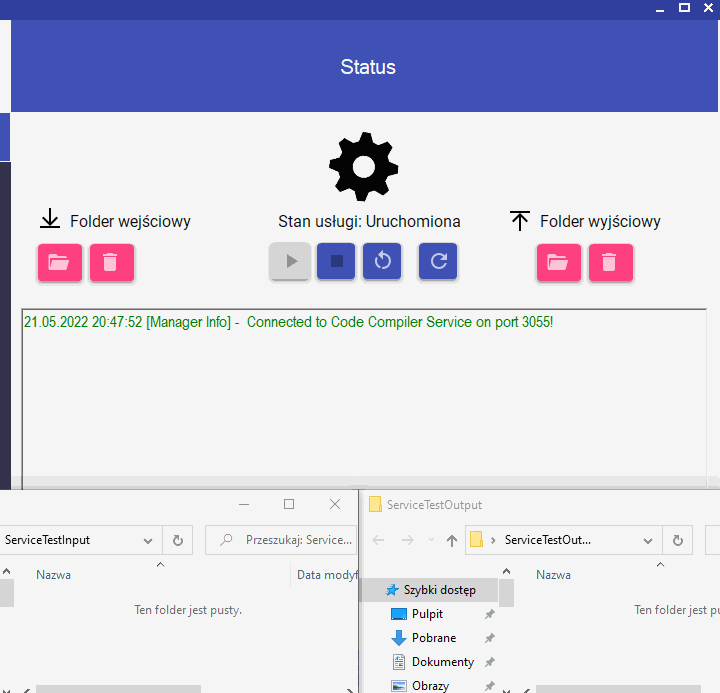 Status
Folder wejściowy
Stan usługi: Uruchomiona
Folder wyjściowy
21.05.2022 20:47:52 [Manager Info] - Connected to Code Compiler Service on port 3055!
ServiceTestInput
Przeszukaj: Service...
Nazwa
Data modyf
Ten folder jest pusty.
ServiceTestOutput
ServiceTestOut...
Szybki dostęp
Pulpit
Pobrane
Dokumenty
Obrazy
Nazwa
Ten folder jest pu